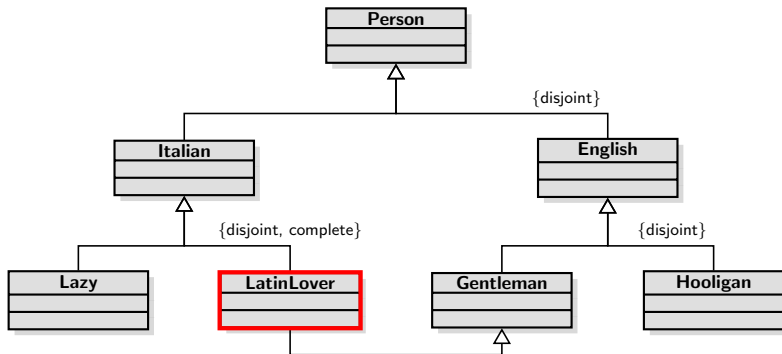 Person
{disjoint}
Italian
English
{disjoint, complete}
{disjoint}
Lazy
LatinLover
Gentleman
Hooligan